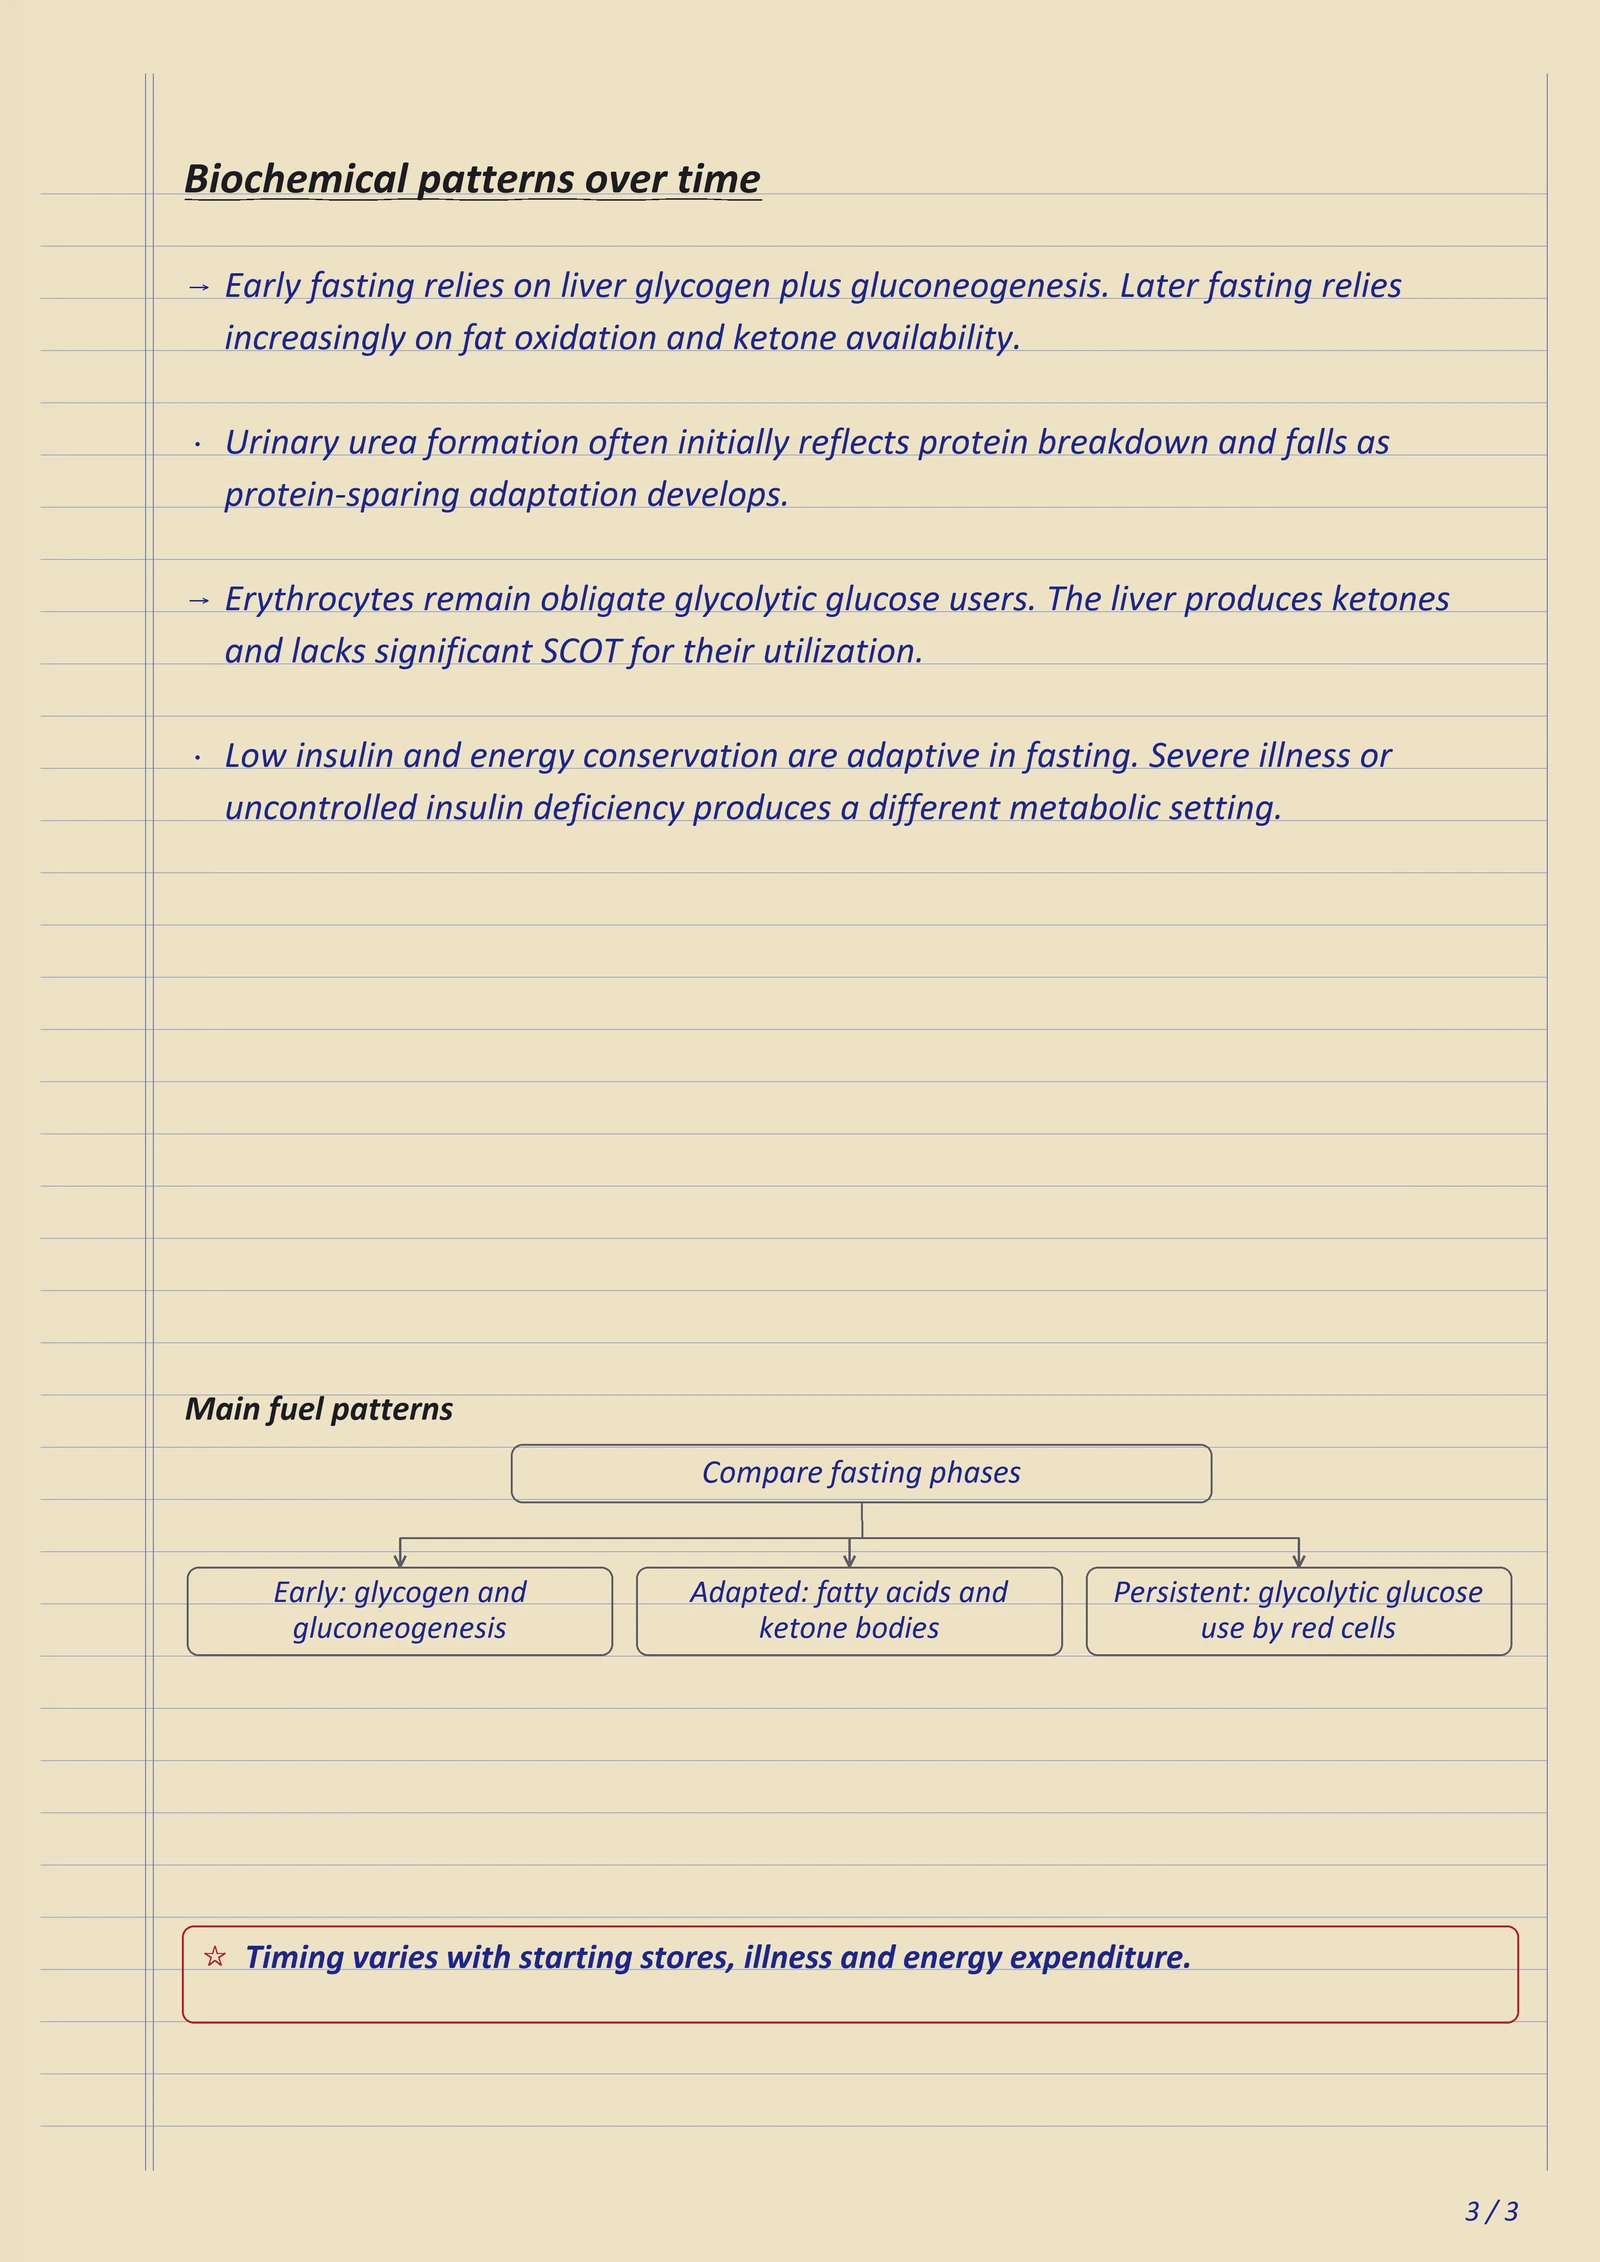 Biochemical patterns over time
→ Early fasting relies on liver glycogen plus gluconeogenesis. Later fasting relies
increasingly on fat oxidation and ketone availability.
· Urinary urea formation often initially reflects protein breakdown and falls as
protein-sparing adaptation develops.
→ Erythrocytes remain obligate glycolytic glucose users. The liver produces ketones
and lacks significant SCOT for their utilization.
· Low insulin and energy conservation are adaptive in fasting. Severe illness or
uncontrolled insulin deficiency produces a different metabolic setting.
Main fuel patterns
Compare fasting phases
Early: glycogen and
gluconeogenesis
Adapted: fatty acids and
ketone bodies
Persistent: glycolytic glucose
use by red cells
☆ Timing varies with starting stores, illness and energy expenditure.
3 / 3